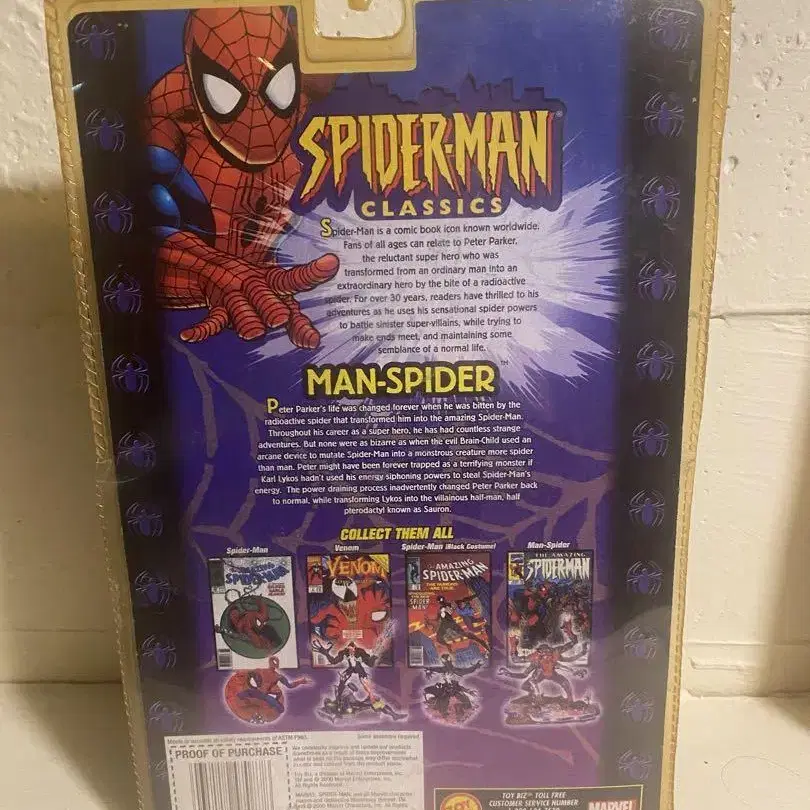 SPIDER-MAN
CLASSICS
Spider-Man is a comic book icon known worldwide.
Fans of all ages can relate to Peter Parker,
the reluctant super hero who was
transformed from an ordinary man into an
extraordinary hero by the bite of a radioactive
spider. For over 30 years, readers have thrilled to his
adventures as he uses his sensational spider powers
to battle sinister super-villains, while trying to
make ends meet, and maintaining some
semblance of a normal life.
MAN-SPIDER™
Peter Parker's life was changed forever when he was bitten by the
radioactive spider that transformed him into the amazing Spider-Man.
Throughout his career as a super hero, he has had countless strange
adventures. But none were as bizarre as when the evil Brain-Child used an
arcane device to mutate Spider-Man into a monstrous creature more spider
than man. Peter might have been forever trapped as a terrifying monster if
Karl Lykos hadn't used his energy siphoning powers to steal Spider-Man's
energy. The power draining process inadvertently changed Peter Parker back
to normal, while transforming Lykos into the villainous half-man, half
pterodactyl known as Sauron.
COLLECT THEM ALL
Spider-Man Venom Spider-Man (Black Costume) Man-Spider
SPIDER-MAN VENOM AMAZING SPIDER-MAN THE AMAZING SPIDER-MAN
Some assembly required
PROOF OF PURCHASE
TOY BIZ® TOLL FREE
CUSTOMER SERVICE NUMBER
MARVEL